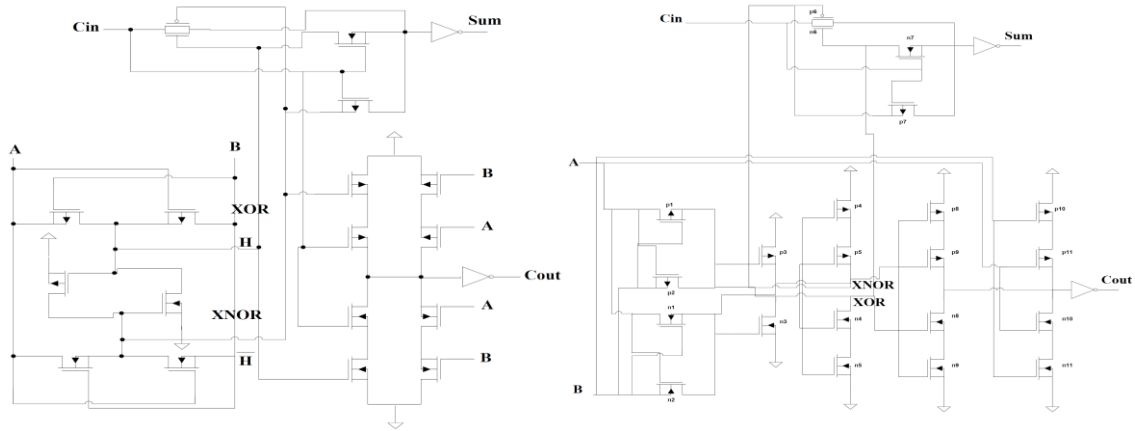 Cin
Sum
A
B
XOR
H
XNOR
H
B
A
A
B
Cout
Cin
p6
n6
n7
Sum
p7
A
B
p1
p2
n1
n2
p3
n3
p4
p5
XNOR
XOR
n4
n5
p8
p9
n8
n9
p10
p11
n10
n11
Cout